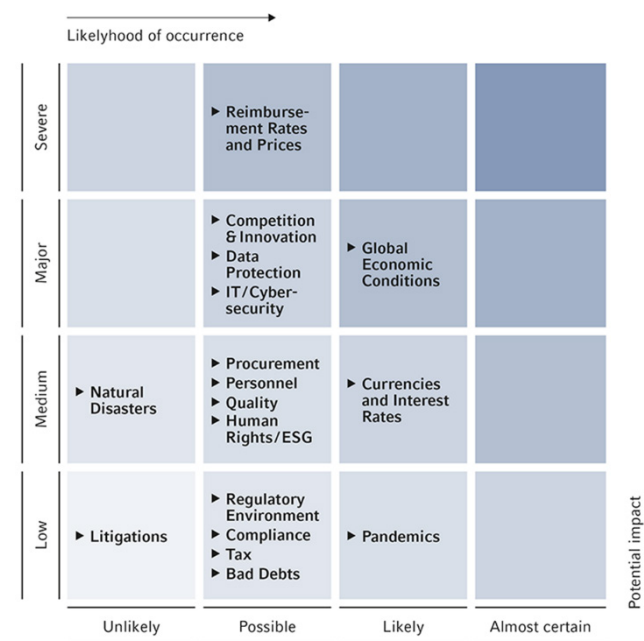 Likelyhood of occurrence
Severe
▶ Reimburse-
ment Rates
and Prices
Major
▶ Competition
& Innovation
▶ Data
Protection
▶ IT/Cyber-
security
▶ Global
Economic
Conditions
Medium
▶ Natural
Disasters
▶ Procurement
▶ Personnel
▶ Quality
▶ Human
Rights/ESG
▶ Currencies
and Interest
Rates
Low
▶ Litigations
▶ Regulatory
Environment
▶ Compliance
▶ Tax
▶ Bad Debts
▶ Pandemics
Potential impact
Unlikely
Possible
Likely
Almost certain